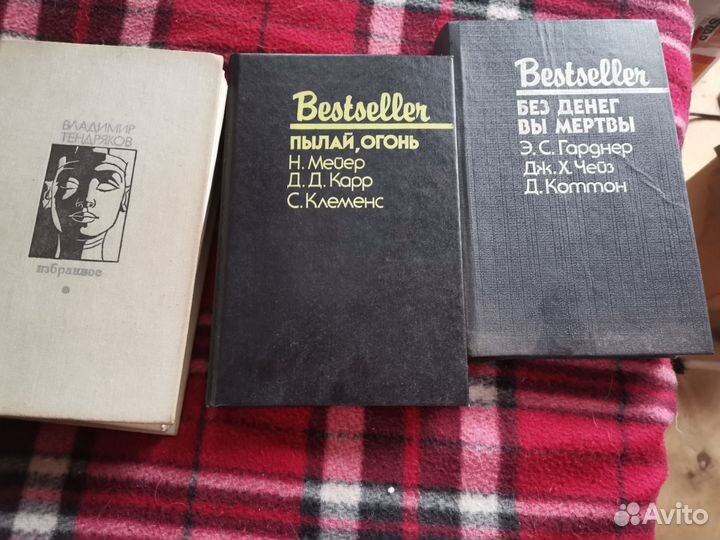 ВЛАДИМИР
ТЕНДРЯКОВ
избранное
Bestseller
ПЫЛАЙ, ОГОНЬ
Н. Мейер
Д. Д. Карр
С. Клеменс
Bestseller
БЕЗ ДЕНЕГ
ВЫ МЕРТВЫ
Э. С. Гарднер
Дж. Х. Чейз
Д. Коттон
Avito